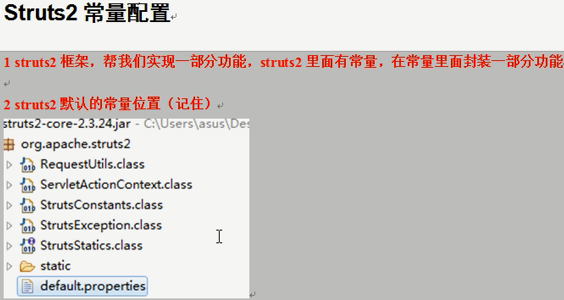 Struts2 常量配置
1 struts2 框架，帮我们实现一部分功能，struts2 里面有常量，在常量里面封装一部分功能
2 struts2 默认的常量位置（记住）
struts2-core-2.3.24.jar - C:\Users\asus\Des
org.apache.struts2
RequestUtils.class
ServletActionContext.class
StrutsConstants.class
StrutsException.class
StrutsStatics.class
static
default.properties